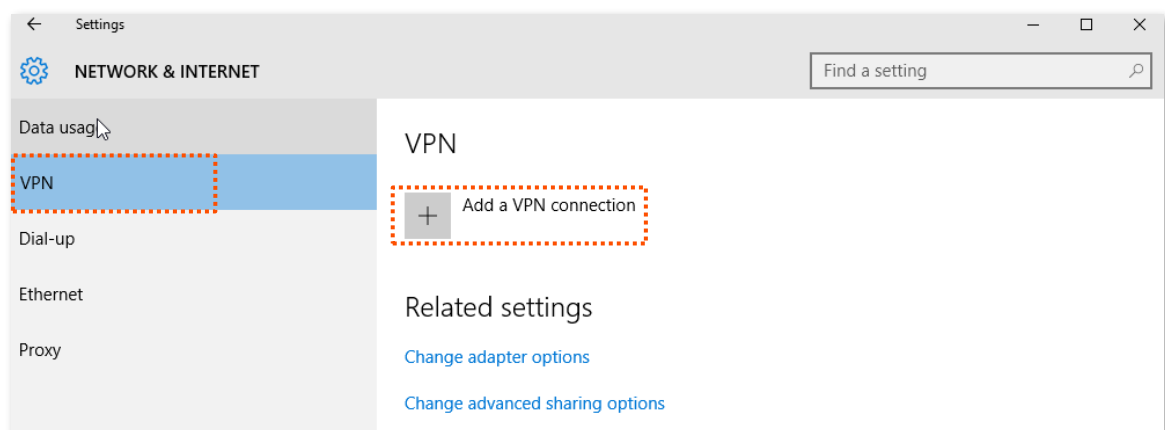 Settings
NETWORK & INTERNET
Find a setting
Data usag
VPN
Dial-up
Ethernet
Proxy
VPN
Add a VPN connection
Related settings
Change adapter options
Change advanced sharing options